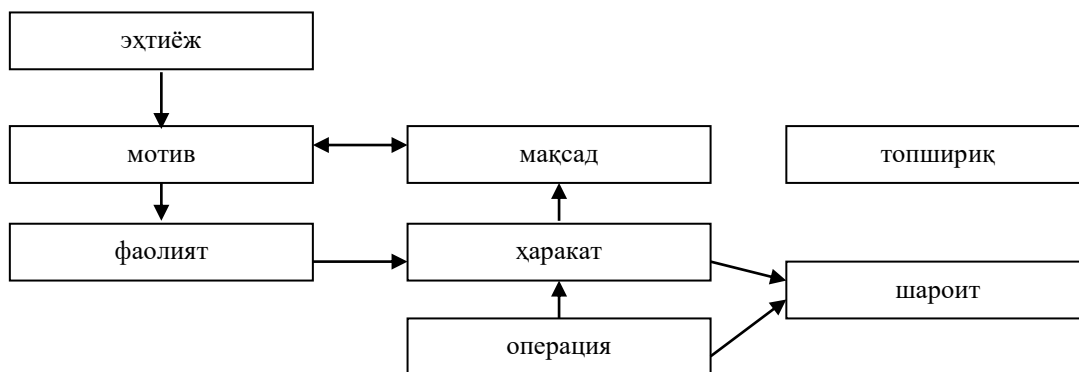 эҳтиёж
мотив
мақсад
топшириқ
фаолият
ҳаракат
шароит
операция